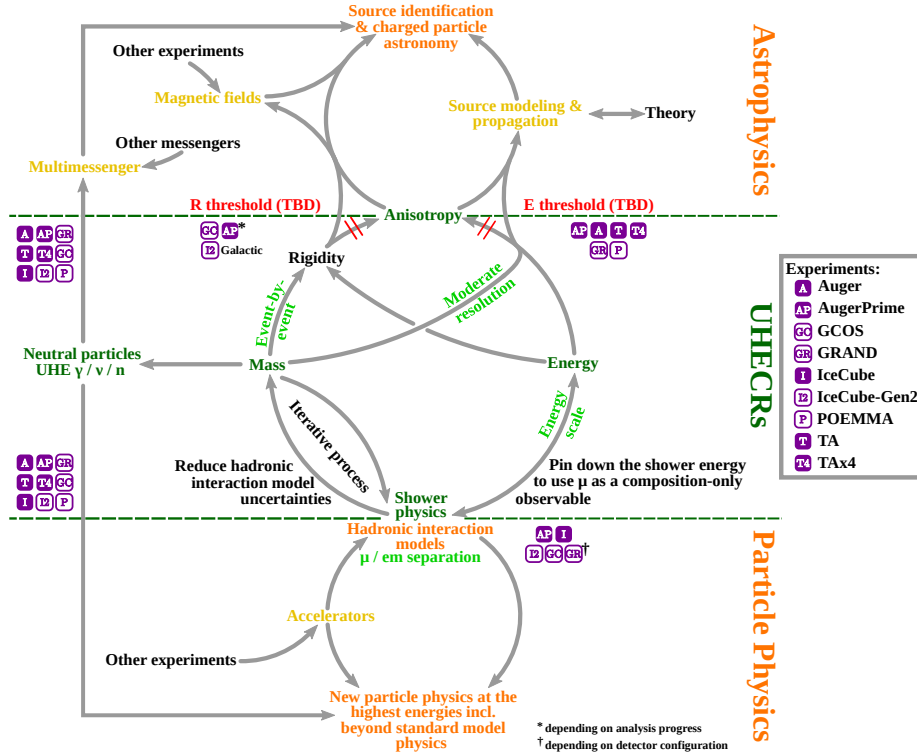 Source identification
& charged particle
astronomy
Other experiments
Magnetic fields
Source modeling &
propagation
Theory
Other messengers
Multimessenger
Astrophysics
R threshold (TBD)
Anisotropy
E threshold (TBD)
A AP GR
T T4 GC
I I2 P
GC AP*
I2 Galactic
AP A T T4
GR P
Rigidity
Event-by-
event
Moderate
resolution
Neutral particles
UHE γ / ν / n
Mass
Energy
UHECRs
Experiments:
A Auger
AP AugerPrime
GC GCOS
GR GRAND
I IceCube
I2 IceCube-Gen2
P POEMMA
T TA
T4 TAx4
Iterative process
Energy
scale
A AP GR
T T4 GC
I I2 P
Reduce hadronic
interaction model
uncertainties
Pin down the shower energy
to use μ as a composition-only
observable
Shower
physics
Hadronic interaction
models
μ / em separation
AP I
I2 GC GR †
Accelerators
Other experiments
Particle Physics
New particle physics at the
highest energies incl.
beyond standard model
physics
* depending on analysis progress
† depending on detector configuration